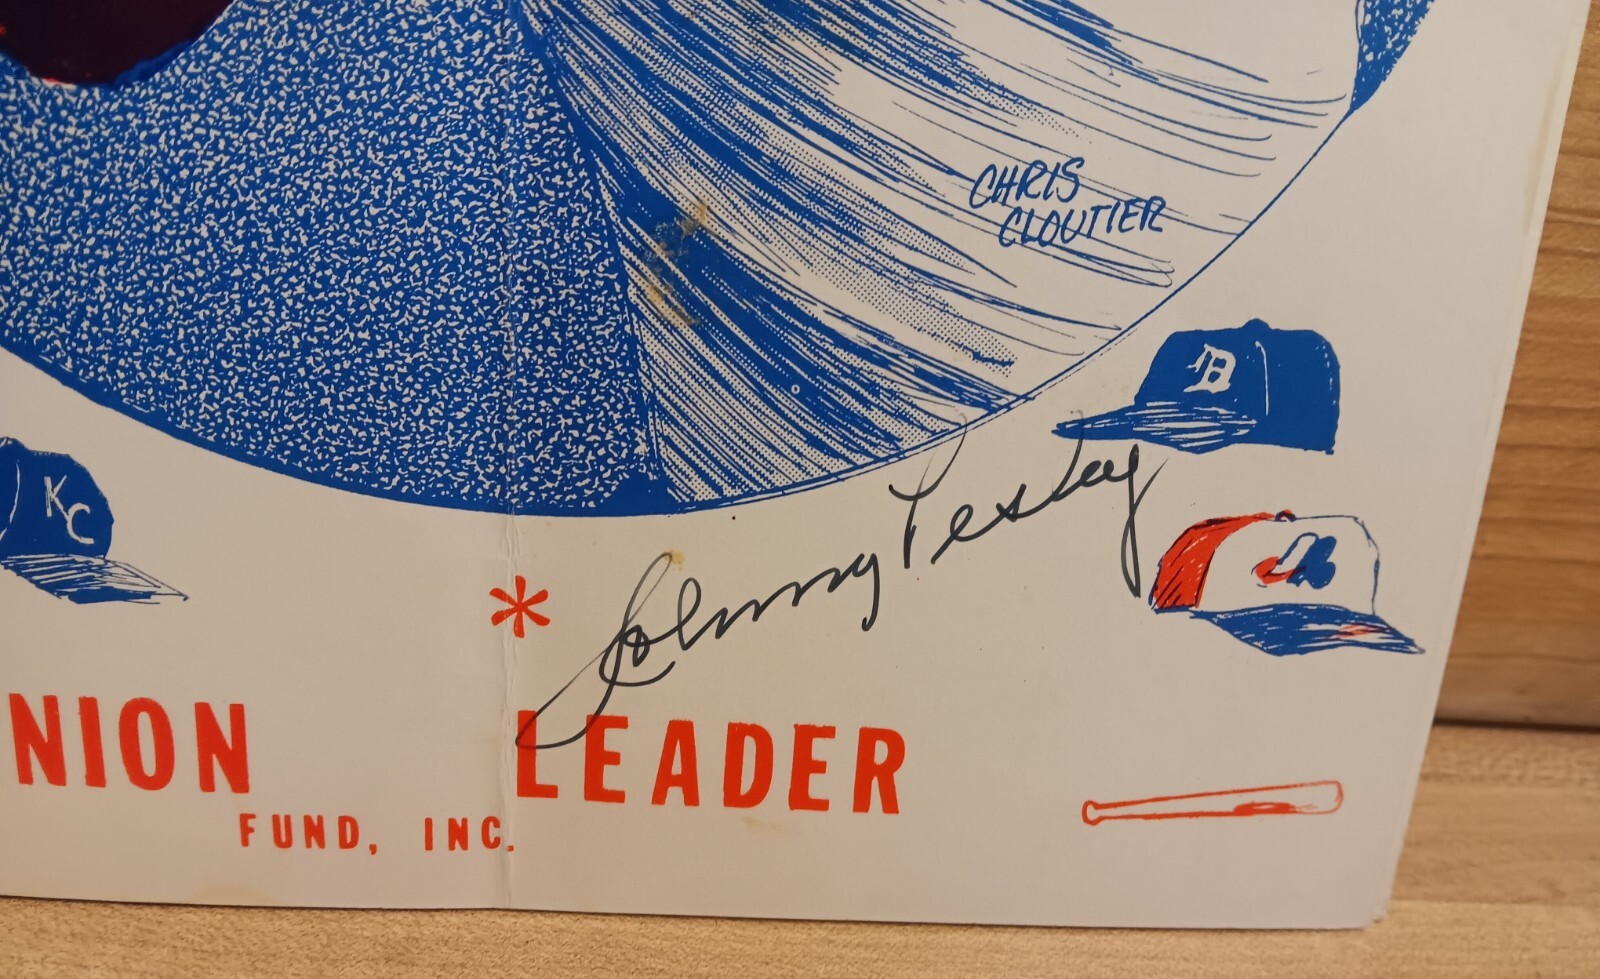 CHRIS
CLOUTIER
D
KC
Johnny Pesky
*
NION LEADER
FUND, INC.